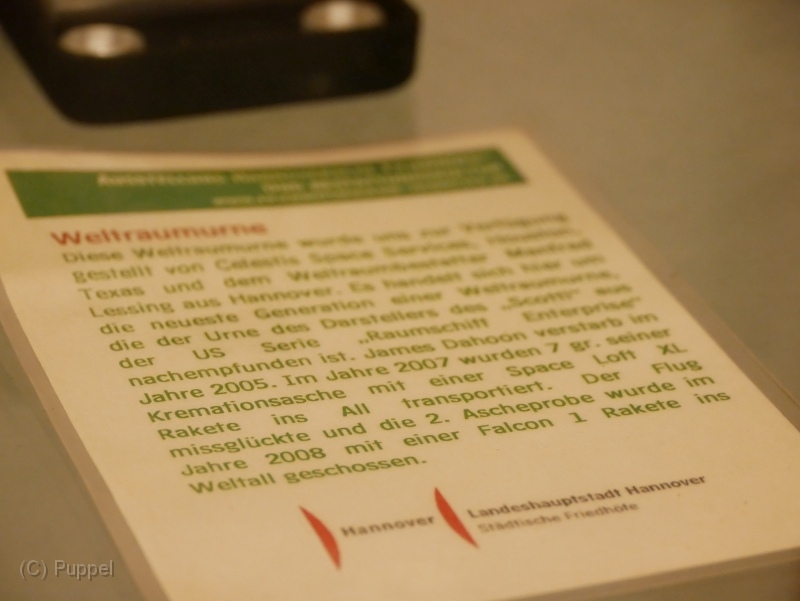 Weltraumurne
Diese Weltraumurne wurde uns zur Verfügung
gestellt von Celestis Space Services, Houston,
Texas und dem Weltraumbestatter Manfred
Lessing aus Hannover. Es handelt sich hier um
die neueste Generation einer Weltraumurne,
die der Urne des Darstellers des „Scott" aus
der US Serie „Raumschiff Enterprise"
nachempfunden ist. James Dahoon verstarb im
Jahre 2005. Im Jahre 2007 wurden 7 gr. seiner
Kremationsasche mit einer Space Loft XL
Rakete ins All transportiert. Der Flug
missglückte und die 2. Ascheprobe wurde im
Jahre 2008 mit einer Falcon 1 Rakete ins
Weltall geschossen.
Hannover
Landeshauptstadt Hannover
Städtische Friedhöfe
(C) Puppel